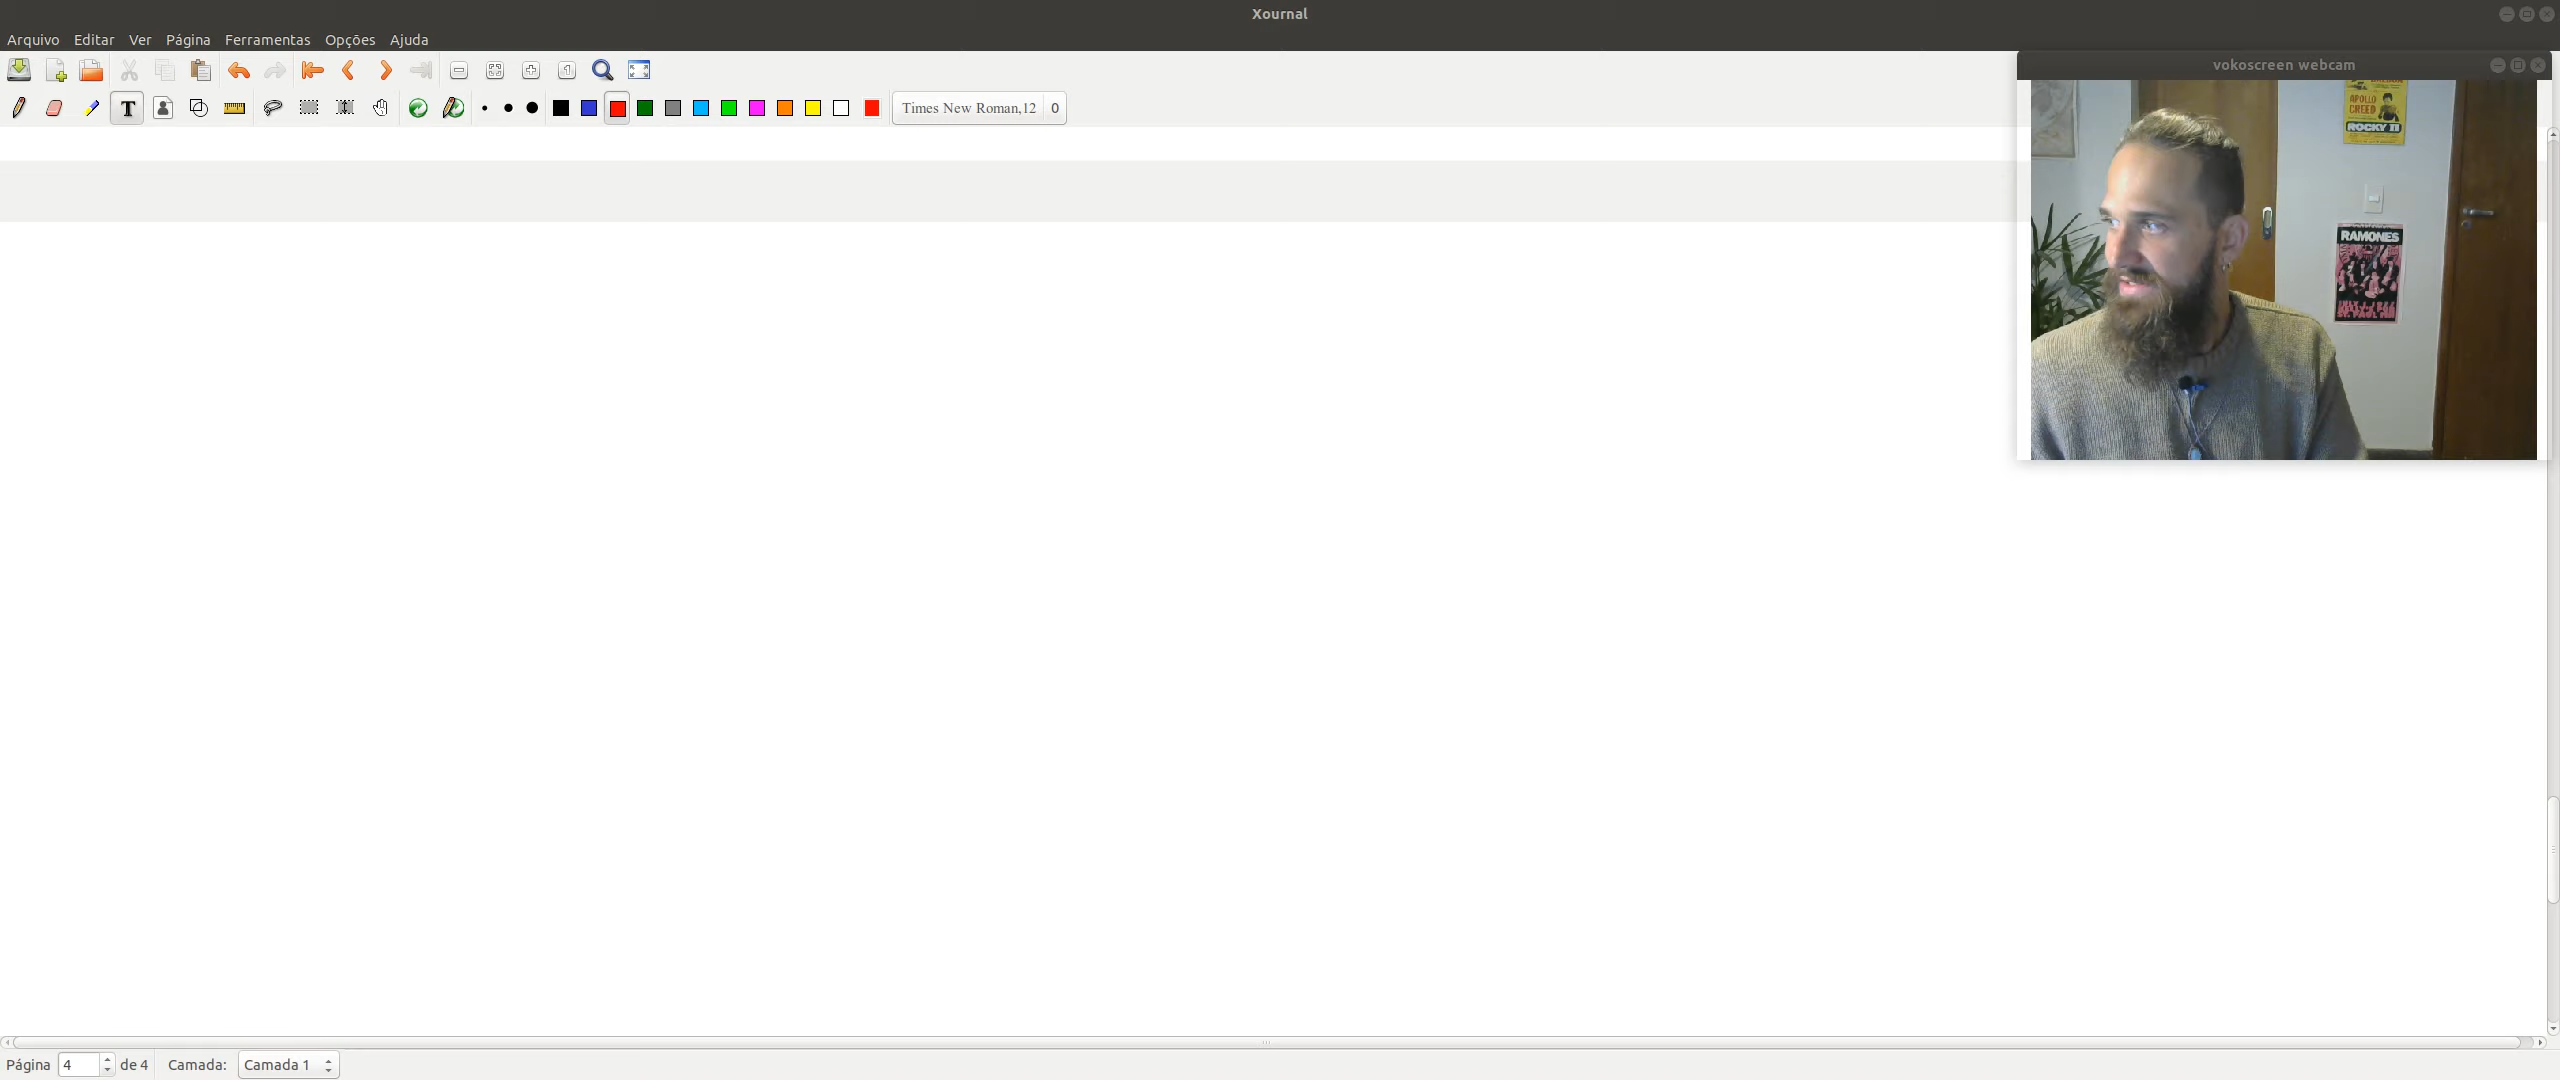 Xournal
Arquivo Editar Ver Página Ferramentas Opções Ajuda
vokoscreen webcam
Times New Roman,12 0
APOLLO
CREED
ROCKY II
RAMONES
Página 4 de 4 Camada: Camada 1